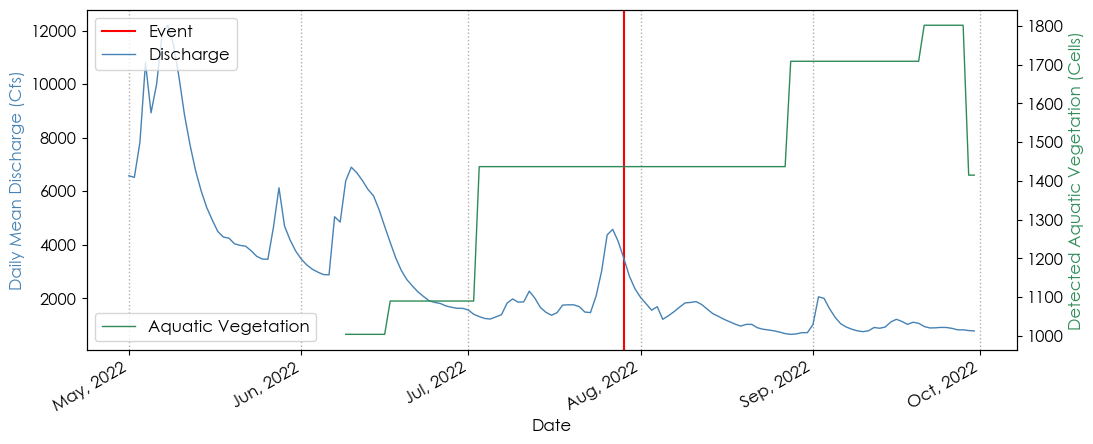 Event
Discharge
Aquatic Vegetation
Daily Mean Discharge (Cfs)
12000
10000
8000
6000
4000
2000
Detected Aquatic Vegetation (Cells)
1800
1700
1600
1500
1400
1300
1200
1100
1000
May, 2022
Jun, 2022
Jul, 2022
Aug, 2022
Sep, 2022
Oct, 2022
Date